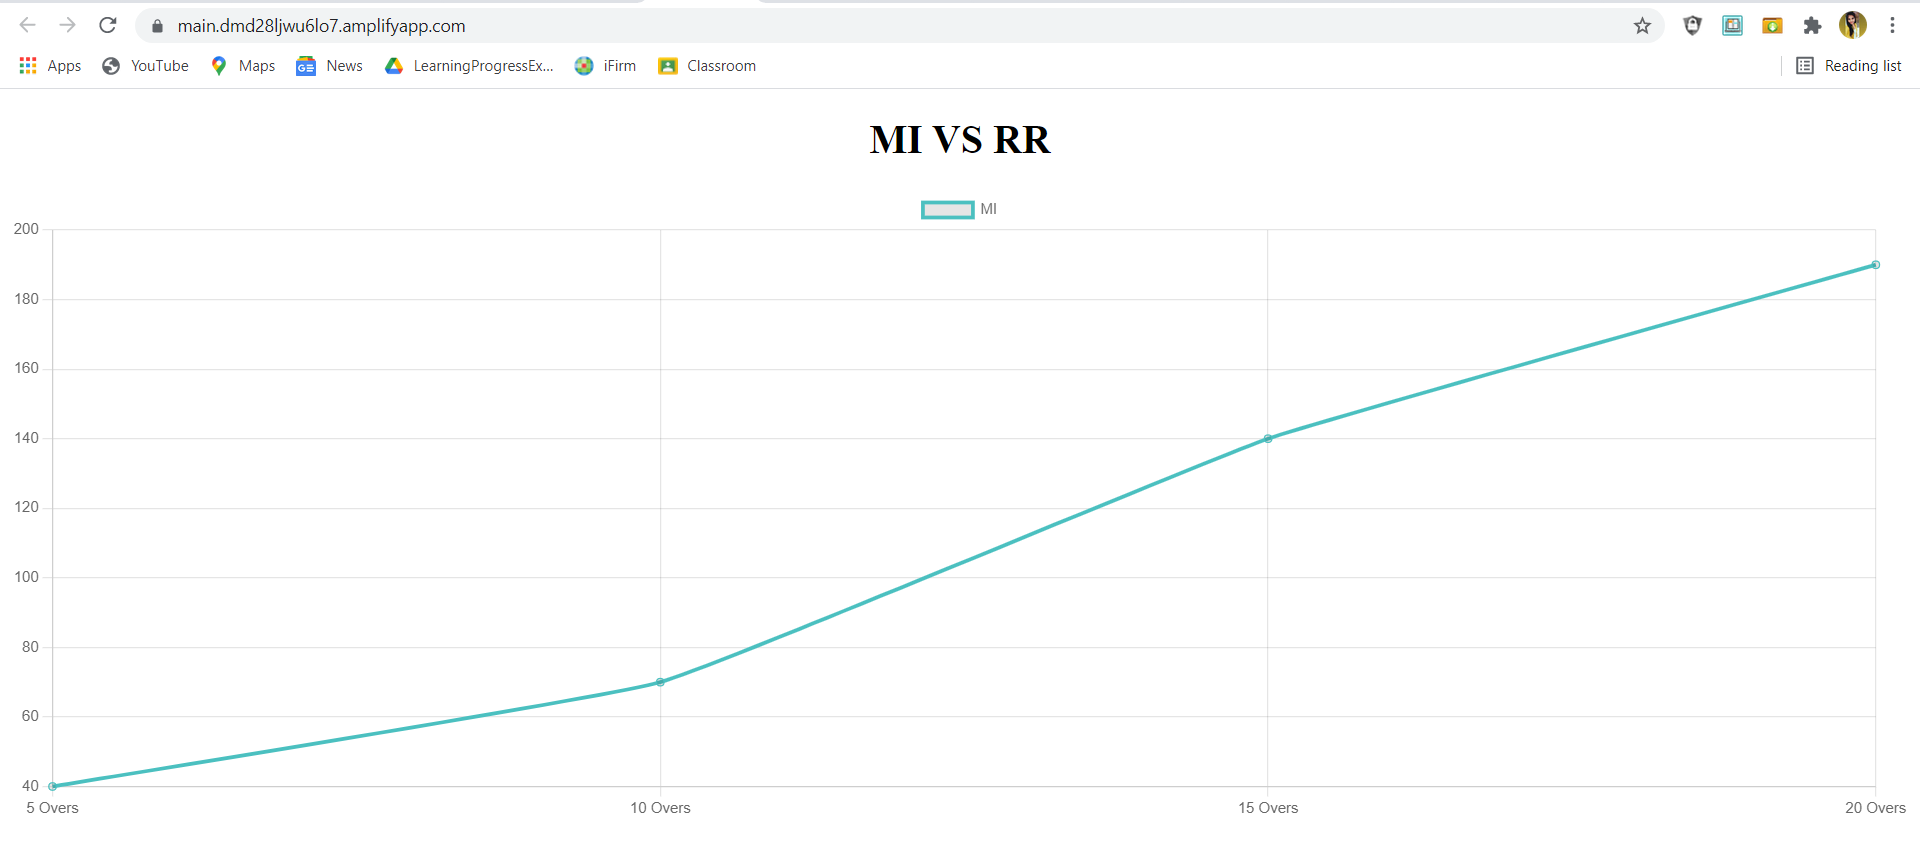 main.dmd28ljwu6lo7.amplifyapp.com
Apps YouTube Maps News LearningProgressEx... iFirm Classroom Reading list
MI VS RR
MI
200
180
160
140
120
100
80
60
40
5 Overs 10 Overs 15 Overs 20 Overs